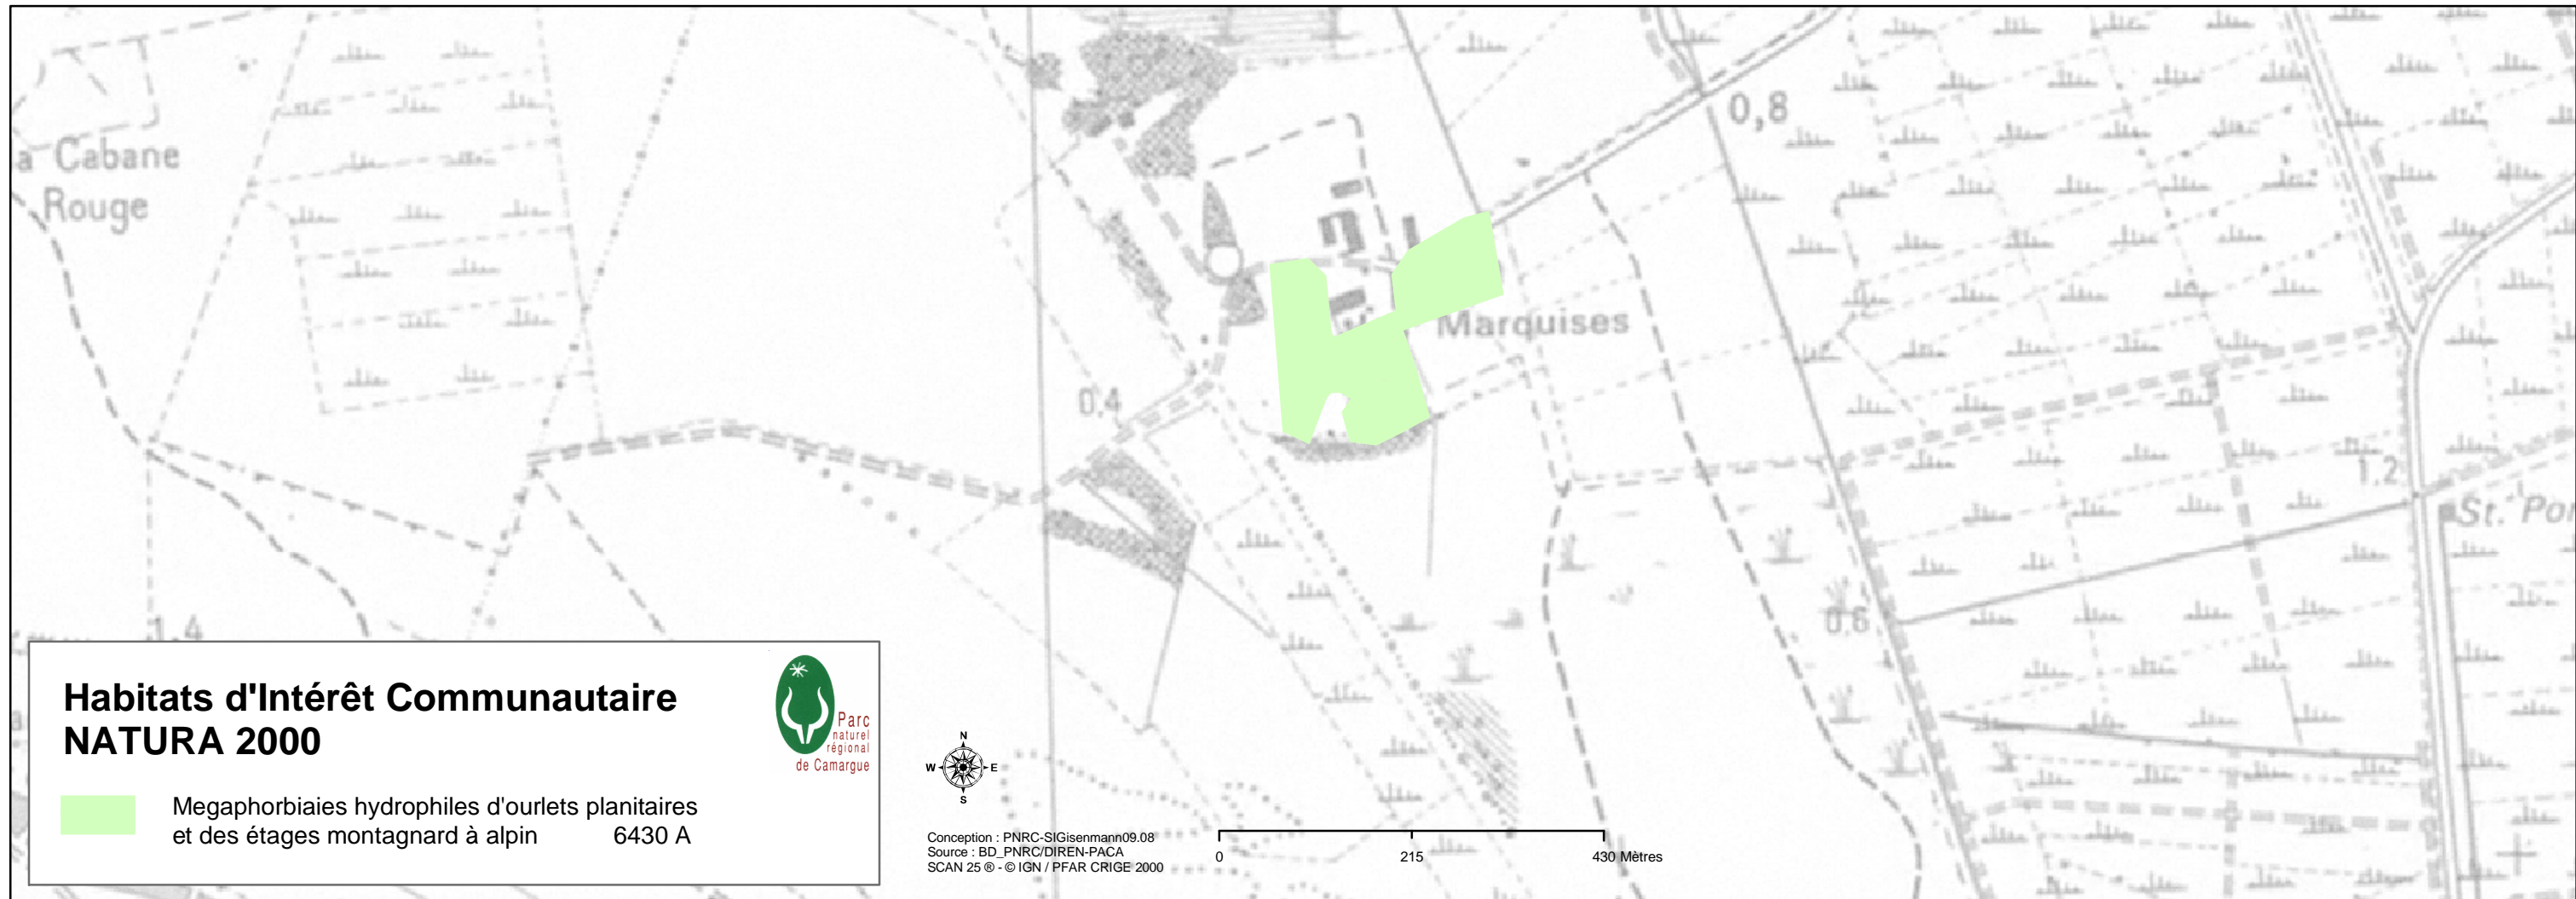 0,8
a Cabane
Rouge
Marquises
0,4
1,2
St. Por
0,6
1,4
Habitats d'Intérêt Communautaire
NATURA 2000
Parc
naturel
régional
de Camargue
Megaphorbiaies hydrophiles d'ourlets planitaires
et des étages montagnard à alpin 6430 A
N
W E
S
Conception : PNRC-SIGisenmann09.08
Source : BD_PNRC/DIREN-PACA
SCAN 25 ® - © IGN / PFAR CRIGE 2000
0 215 430 Mètres